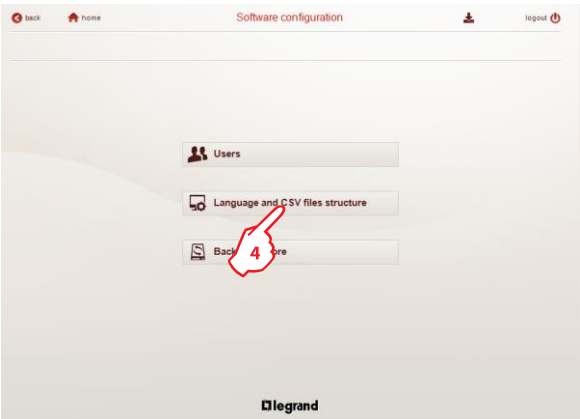 back
home
Software configuration
logout
Users
Language and CSV files structure
Back ore
4
legrand